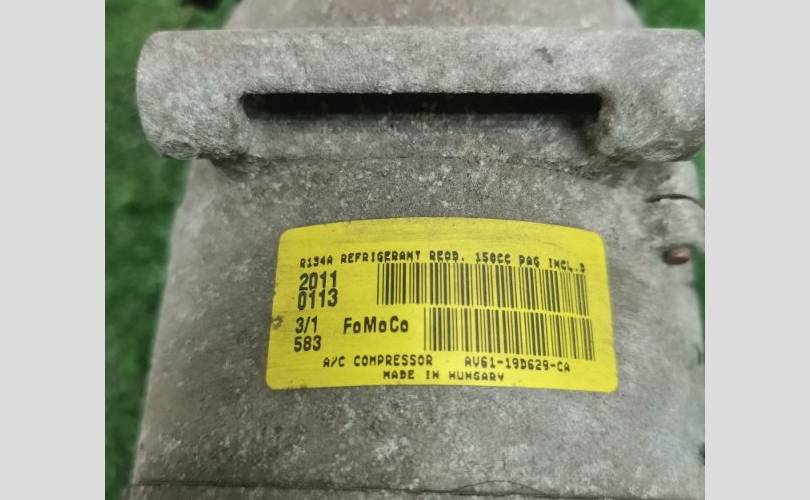 R134A REFRIGERANT REQD. 150CC PAG INCL.
2011
0113
3/1 FoMoCo
583
A/C COMPRESSOR AV61-19D629-CA
MADE IN HUNGARY